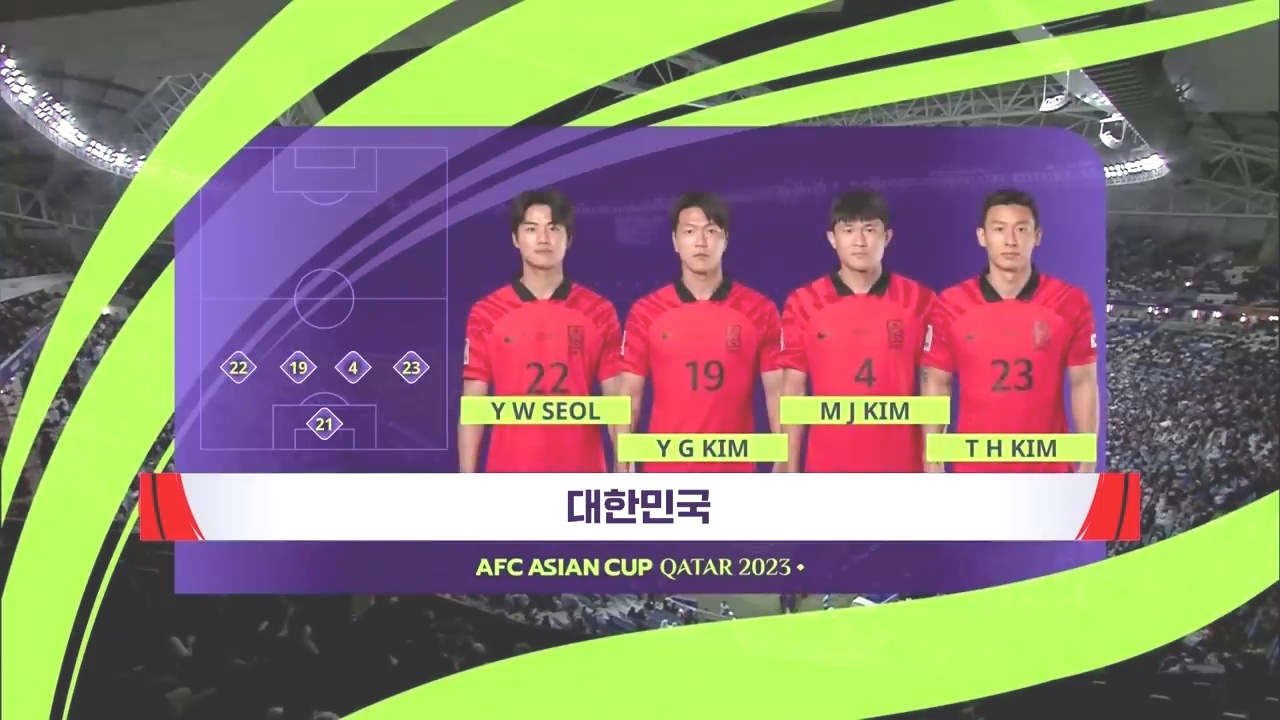 22 19 4 23
21
22 19 4 23
Y W SEOL
M J KIM
Y G KIM
T H KIM
대한민국
AFC ASIAN CUP QATAR 2023